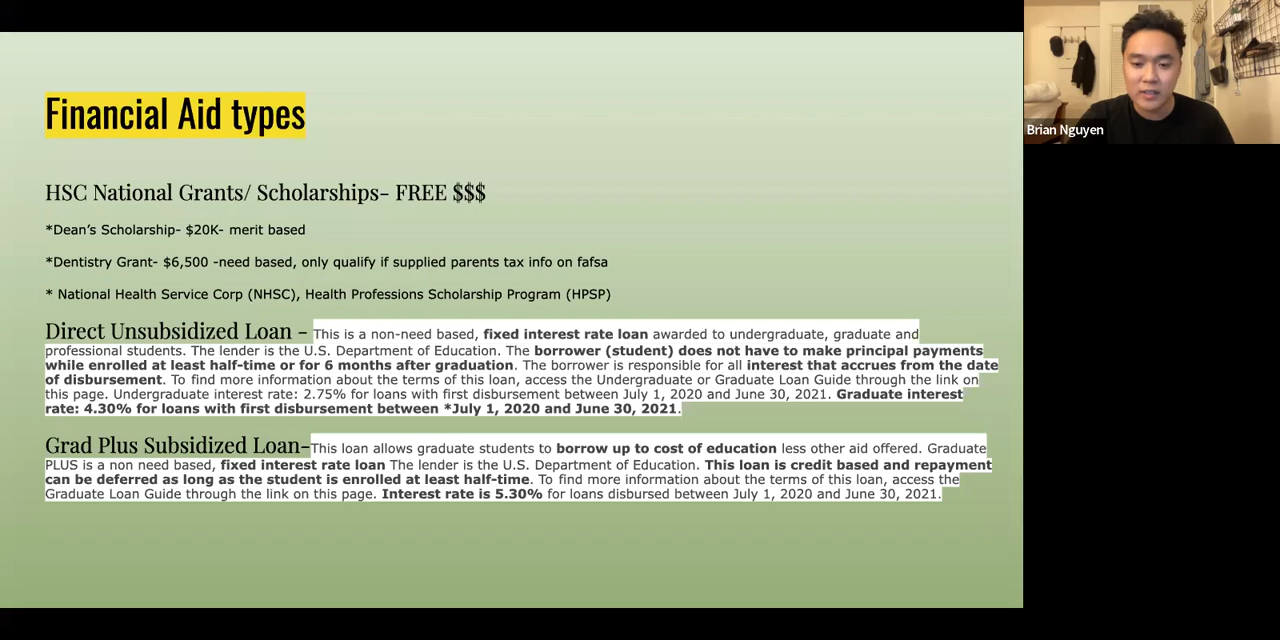 Financial Aid types
HSC National Grants/ Scholarships- FREE $$$
*Dean's Scholarship- $20K- merit based
*Dentistry Grant- $6,500 -need based, only qualify if supplied parents tax info on fafsa
* National Health Service Corp (NHSC), Health Professions Scholarship Program (HPSP)
Direct Unsubsidized Loan - This is a non-need based, fixed interest rate loan awarded to undergraduate, graduate and
professional students. The lender is the U.S. Department of Education. The borrower (student) does not have to make principal payments
while enrolled at least half-time or for 6 months after graduation. The borrower is responsible for all interest that accrues from the date
of disbursement. To find more information about the terms of this loan, access the Undergraduate or Graduate Loan Guide through the link on
this page. Undergraduate interest rate: 2.75% for loans with first disbursement between July 1, 2020 and June 30, 2021. Graduate interest
rate: 4.30% for loans with first disbursement between *July 1, 2020 and June 30, 2021.
Grad Plus Subsidized Loan-This loan allows graduate students to borrow up to cost of education less other aid offered. Graduate
PLUS is a non need based, fixed interest rate loan The lender is the U.S. Department of Education. This loan is credit based and repayment
can be deferred as long as the student is enrolled at least half-time. To find more information about the terms of this loan, access the
Graduate Loan Guide through the link on this page. Interest rate is 5.30% for loans disbursed between July 1, 2020 and June 30, 2021.
Brian Nguyen